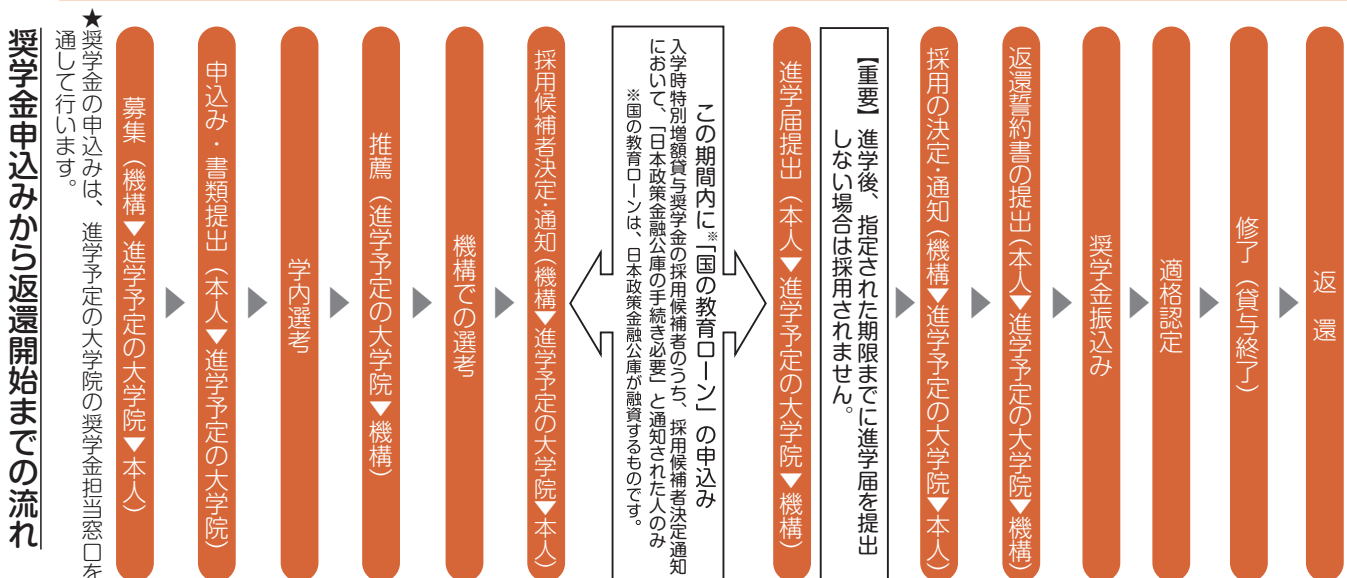 奨学金申込みから返還開始までの流れ
★奨学金の申込みは、進学予定の大学院の奨学金担当窓口を
通して行います。
募集（機構▼進学予定の大学院▼本人）
▶
申込み・書類提出（本人▼進学予定の大学院）
▶
学内選考
▶
推薦（進学予定の大学院▼機構）
▶
機構での選考
▶
採用候補者決定・通知（機構▼進学予定の大学院▼本人）
この期間内に※「国の教育ローン」の申込み
入学時特別増額貸与奨学金の採用候補者のうち、採用候補者決定通知
において、「日本政策金融公庫の手続き必要」と通知された人のみ
※国の教育ローンは、日本政策金融公庫が融資するものです。
進学届提出（本人▼進学予定の大学院▼機構）
【重要】進学後、指定された期限までに進学届を提出
しない場合は採用されません。
▶
採用の決定・通知（機構▼進学予定の大学院▼本人）
▶
返還誓約書の提出（本人▼進学予定の大学院▼機構）
▶
奨学金振込み
▶
適格認定
▶
修了（貸与終了）
▶
返還